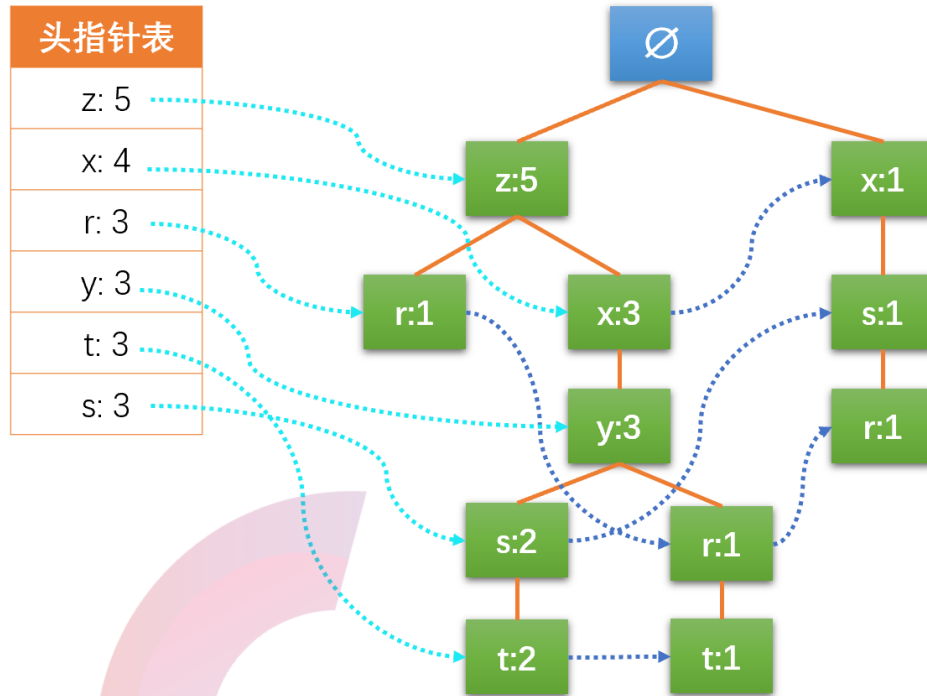 头指针表
z: 5
x: 4
r: 3
y: 3
t: 3
s: 3
∅
z:5
x:1
r:1
x:3
s:1
y:3
r:1
s:2
r:1
t:2
t:1